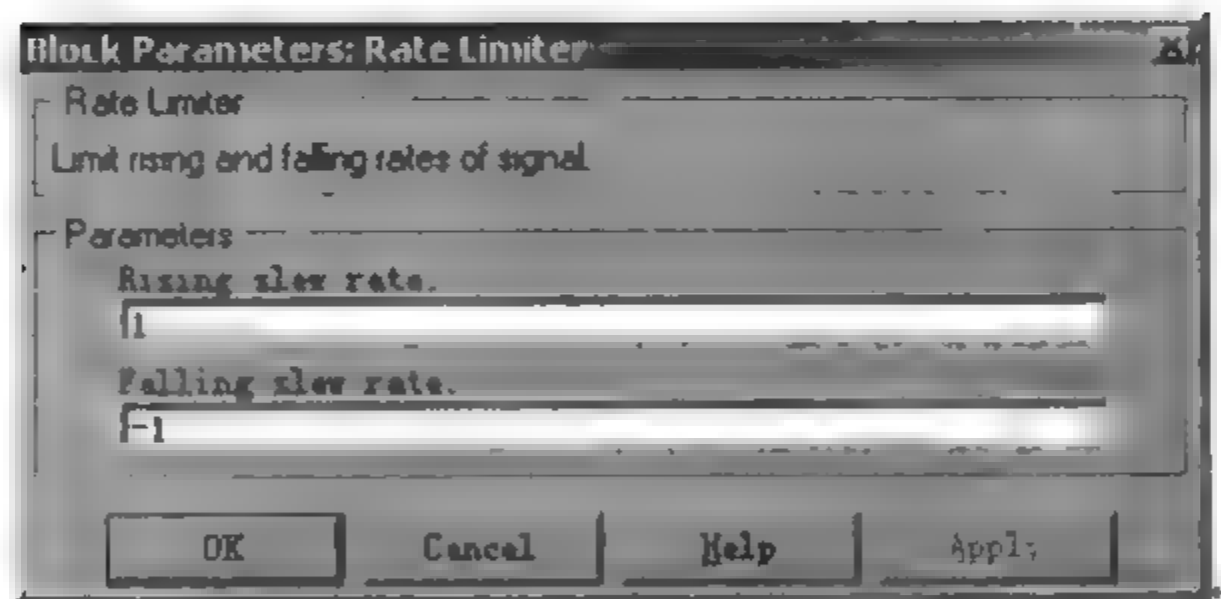 Block Parameters: Rate Limiter
Rate Limiter
Limit rising and falling rates of signal.
Parameters
Rising slew rate:
1
Falling slew rate:
-1
OK
Cancel
Help
Apply